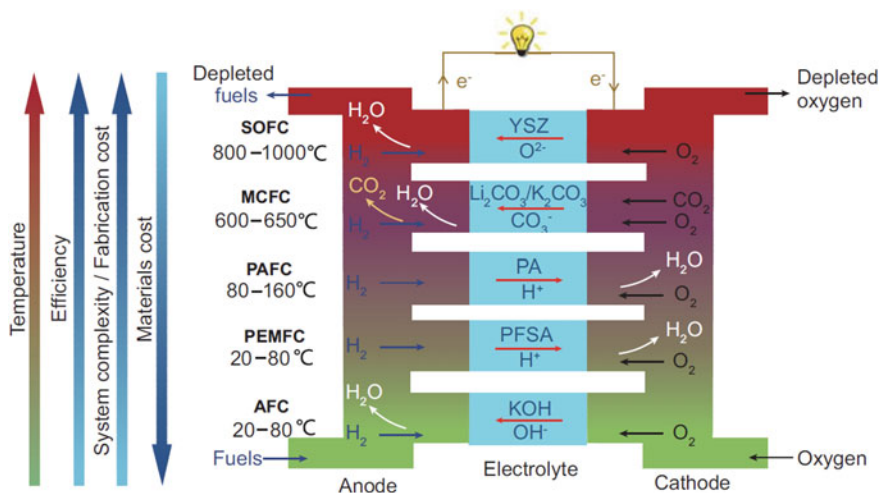 Temperature
Efficiency
System complexity / Fabrication cost
Materials cost
Depleted
fuels
e⁻
e⁻
Depleted
oxygen
SOFC
800–1000℃
H₂O
H₂
YSZ
O²⁻
O₂
MCFC
600–650℃
CO₂
H₂O
H₂
Li₂CO₃/K₂CO₃
CO₃⁻
CO₂
O₂
PAFC
80–160℃
H₂
PA
H⁺
H₂O
O₂
PEMFC
20–80℃
H₂
PFSA
H⁺
H₂O
O₂
AFC
20–80℃
H₂O
H₂
KOH
OH⁻
O₂
Fuels
Oxygen
Anode
Electrolyte
Cathode